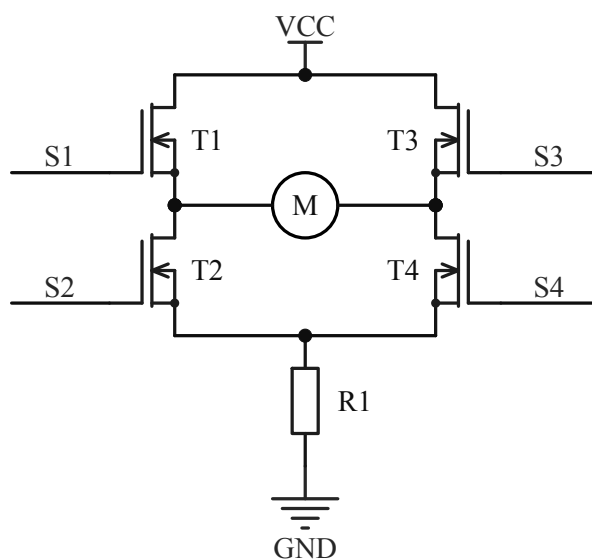 VCC
T1 T3
S1 S3
M
T2 T4
S2 S4
R1
GND